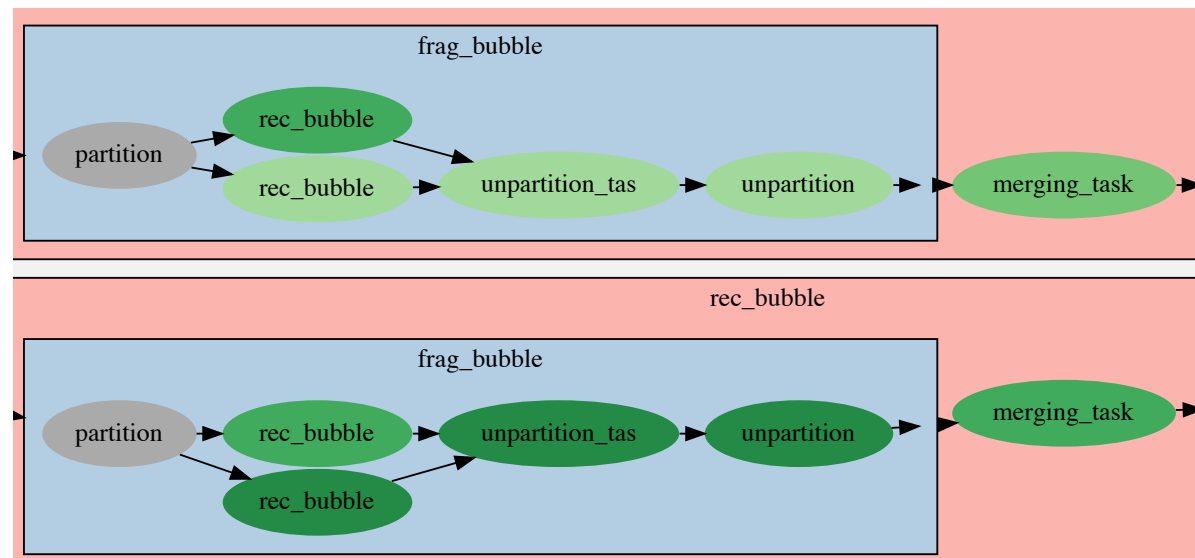 frag_bubble
rec_bubble
partition
rec_bubble
unpartition_tas
unpartition
merging_task
rec_bubble
frag_bubble
partition
rec_bubble
unpartition_tas
unpartition
merging_task
rec_bubble